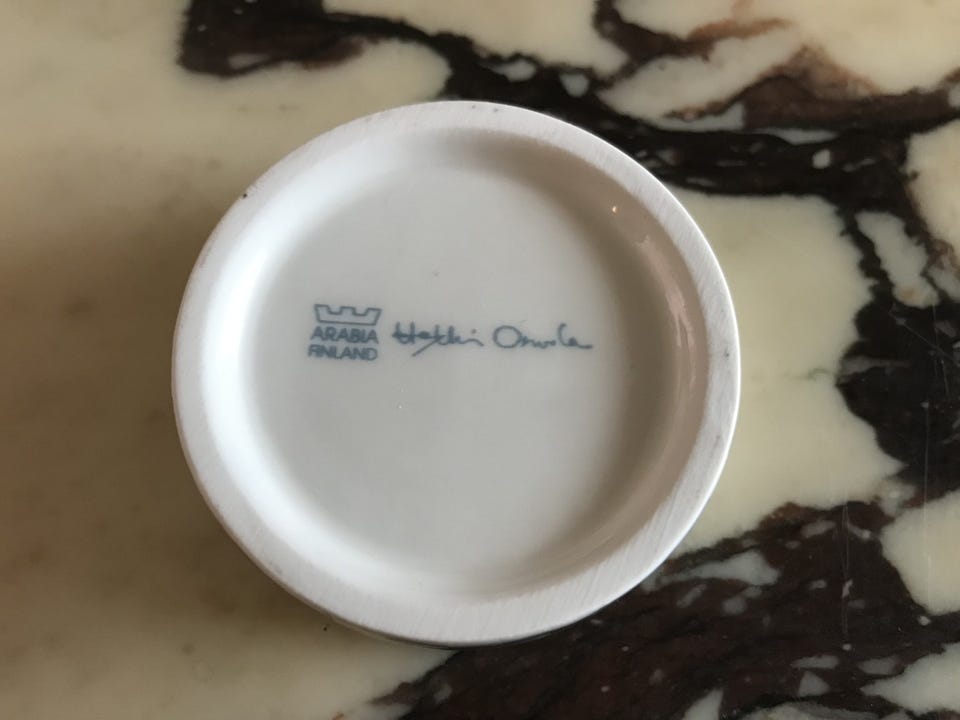 ARABIA
FINLAND
Heikki Orvola